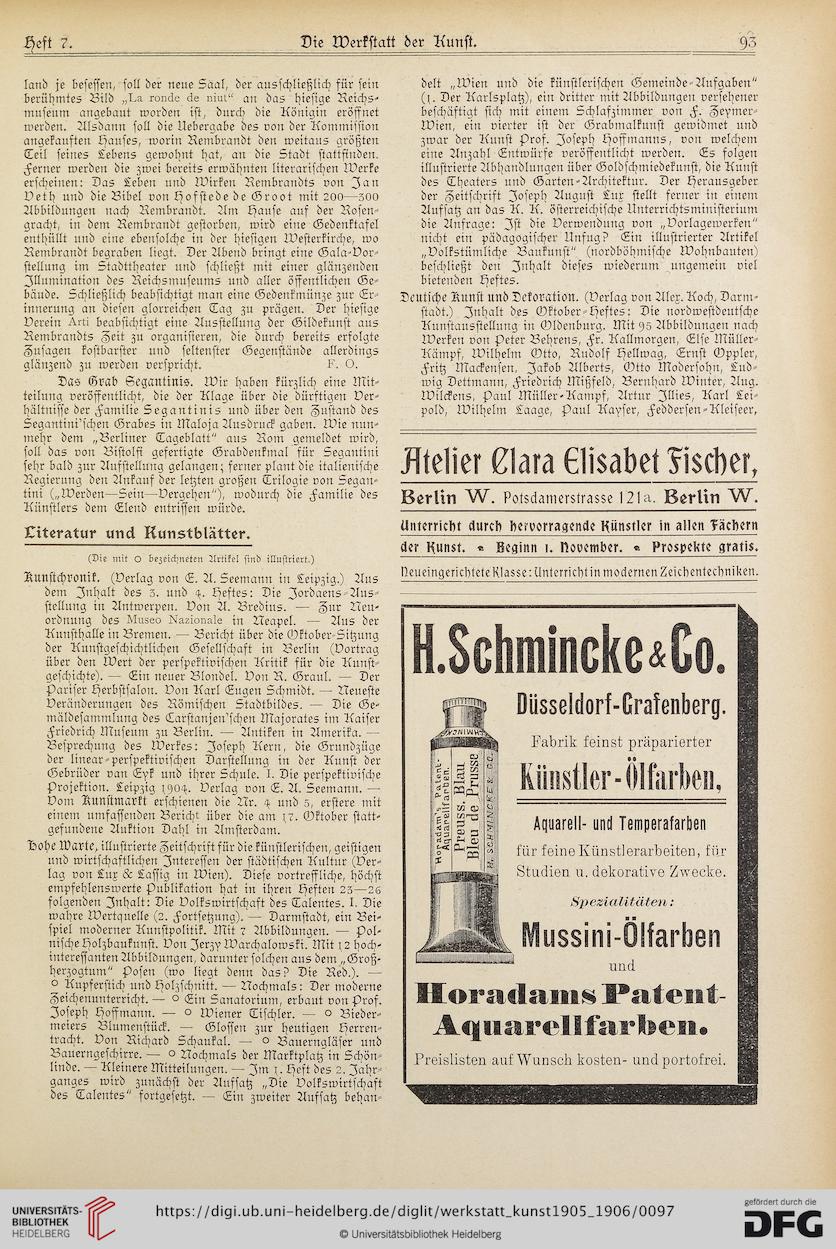 Heft 7.
Die Werkstatt der Kunst.
93
land je besessen, soll der neue Saal, der ausschließlich für sein
berühmtes Bild „La ronde de niut“ an das hiesige Reichs-
museum angebaut worden ist, durch die Königin eröffnet
werden. Alsdann soll die Uebergabe des von der Kommission
angekauften Hauses, worin Rembrandt den weitaus größten
Teil seines Lebens gewohnt hat, an die Stadt stattfinden.
Ferner werden die zwei bereits erwähnten literarischen Werke
erscheinen: Das Leben und Wirken Rembrandts von Jan
Veth und die Bibel von Hofstede de Groot mit 200—300
Abbildungen nach Rembrandt. Am Hause auf der Rosen-
gracht, in dem Rembrandt gestorben, wird eine Gedenktafel
enthüllt und eine ebensolche in der hiesigen Westerkirche, wo
Rembrandt begraben liegt. Der Abend bringt eine Gala-Vor-
stellung im Stadttheater und schließt mit einer glänzenden
Illumination des Reichsmuseums und aller öffentlichen Ge-
bäude. Schließlich beabsichtigt man eine Gedenkmünze zur Er-
innerung an diesen glorreichen Tag zu prägen. Der hiesige
Verein Arti beabsichtigt eine Ausstellung der Gildekunst aus
Rembrandts Zeit zu organisieren, die durch bereits erfolgte
Zusagen kostbarster und seltenster Gegenstände allerdings
glänzend zu werden verspricht. F. O.
Das Grab Segantinis. Wir haben kürzlich eine Mit-
teilung veröffentlicht, die der Klage über die dürftigen Ver-
hältnisse der Familie Segantinis und über den Zustand des
Segantini'schen Grabes in Maloja Ausdruck gaben. Wie nun-
mehr dem „Berliner Tageblatt“ aus Rom gemeldet wird,
soll das von Bistolfi gefertigte Grabdenkmal für Segantini
sehr bald zur Aufstellung gelangen; ferner plant die italienische
Regierung den Ankauf der letzten großen Trilogie von Segan-
tini („Werden—Sein—Vergehen“), wodurch die Familie des
Künstlers dem Elend entrissen würde.
Literatur und Kunstblätter.
(Die mit ○ bezeichneten Artikel sind illustriert.)
Kunstchronik. (Verlag von E. A. Seemann in Leipzig.) Aus
dem Inhalt des 3. und 4. Heftes: Die Jordaens-Aus-
stellung in Antwerpen. Von A. Bredius. — Zur Neu-
ordnung des Museo Nazionale in Neapel. — Aus der
Kunsthalle in Bremen. — Bericht über die Oktober-Sitzung
der Kunstgeschichtlichen Gesellschaft in Berlin (Vortrag
über den Wert der perspektivischen Kritik für die Kunst-
geschichte). — Ein neuer Blondel. Von R. Graul. — Der
Pariser Herbstsalon. Von Karl Eugen Schmidt. — Neueste
Veränderungen des Römischen Stadtbildes. — Die Ge-
mäldesammlung des Carstanjen'schen Majorates im Kaiser
Friedrich Museum zu Berlin. — Antiken in Amerika. —
Besprechung des Werkes: Joseph Kern, die Grundzüge
der linear-perspektivischen Darstellung in der Kunst der
Gebrüder van Eyk und ihrer Schule. I. Die perspektivische
Projektion. Leipzig 1904. Verlag von E. A. Seemann. —
Vom Kunstmarkt erschienen die Nr. 4 und 5, erstere mit
einem umfassenden Bericht über die am 17. Oktober statt-
gefundene Auktion Dahl in Amsterdam.
Hohe Warte, illustrierte Zeitschrift für die künstlerischen, geistigen
und wirtschaftlichen Interessen der städtischen Kultur (Ver-
lag von Lux & Lassig in Wien). Diese vortreffliche, höchst
empfehlenswerte Publikation hat in ihren Heften 23—26
folgenden Inhalt: Die Volkswirtschaft des Talentes. I. Die
wahre Wertquelle (2. Fortsetzung). — Darmstadt, ein Bei-
spiel moderner Kunstpolitik. Mit 7 Abbildungen. — Pol-
nische Holzbaukunst. Von Jerzy Warchalowski. Mit 12 hoch-
interessanten Abbildungen, darunter solchen aus dem „Groß-
herzogtum“ Posen (wo liegt denn das? Die Red.). —
○ Kupferstich und Holzschnitt. — Nochmals: Der moderne
Zeichenunterricht. — ○ Ein Sanatorium, erbaut von Prof.
Joseph Hoffmann. — ○ Wiener Tischler. — ○ Bieder-
meiers Blumenstück. — Glossen zur heutigen Herren-
tracht. Von Richard Schaukal. — ○ Bauerngläser und
Bauerngeschirre. — ○ Nochmals der Marktplatz in Schön-
linde. — Kleinere Mitteilungen. — Im 1. Heft des 2. Jahr-
ganges wird zunächst der Aufsatz „Die Volkswirtschaft
des Talentes“ fortgesetzt. — Ein zweiter Aufsatz behan-
delt „Wien und die künstlerischen Gemeinde-Aufgaben“
(1. Der Karlsplatz), ein dritter mit Abbildungen versehener
beschäftigt sich mit einem Schlafzimmer von F. Zeymer-
Wien, ein vierter ist der Grabmalkunst gewidmet und
zwar der Kunst Prof. Joseph Hoffmanns, von welchem
eine Anzahl Entwürfe veröffentlicht werden. Es folgen
illustrierte Abhandlungen über Goldschmiedekunst, die Kunst
des Theaters und Garten-Architektur. Der Herausgeber
der Zeitschrift Joseph August Lux stellt ferner in einem
Aufsatz an das K. K. österreichische Unterrichtsministerium
die Anfrage: Ist die Verwendung von „Vorlagewerken“
nicht ein pädagogischer Unfug? Ein illustrierter Artikel
„Volkstümliche Baukunst“ (nordböhmische Wohnbauten)
beschließt den Inhalt dieses wiederum ungemein viel
bietenden Heftes.
Deutsche Kunst und Dekoration. (Verlag von Alex. Koch, Darm-
stadt.) Inhalt des Oktober-Heftes: Die nordwestdeutsche
Kunstausstellung in Oldenburg. Mit 95 Abbildungen nach
Werken von Peter Behrens, Fr. Kallmorgen, Else Müller-
Kämpf, Wilhelm Otto, Rudolf Hellwag, Ernst Oppler,
Fritz Mackensen, Jakob Alberts, Otto Modersohn, Lud-
wig Dettmann, Friedrich Mißfeld, Bernhard Winter, Aug.
Wilckens, Paul Müller-Kampf, Artur Illies, Karl Lei-
pold, Wilhelm Laage, Paul Kayser, Feddersen-Kleiseer,
Atelier Clara Elisabet Fischer,
Berlin W. Potsdamerstrasse 121a. Berlin W.
Unterricht durch hervorragende Künstler in allen Fächern
der Kunst. Beginn 1. November. Prospekte gratis.
Neueingerichtete Klasse: Unterricht in modernen Zeichentechniken.
H.Schmincke & Co.
Düsseldorf-Grafenberg.
Fabrik feinst präparierter
Künstler-Ölfarben,
Aquarell- und Temperafarben
für feine Künstlerarbeiten, für
Studien u. dekorative Zwecke.
Spezialitäten:
Mussini-Ölfarben
und
Horadams Patent-
Aquarellfarben.
Preislisten auf Wunsch kosten- und portofrei.
Horadam's Patent-
Aquarellfarben.
Preuss. Blau
Bleu de Prusse
H. SCHMINCKE & CO.
UNIVERSITÄTS-
BIBLIOTHEK
HEIDELBERG
https://digi.ub.uni-heidelberg.de/diglit/werkstatt_kunst1905_1906/0097
© Universitätsbibliothek Heidelberg
gefördert durch die
DFG